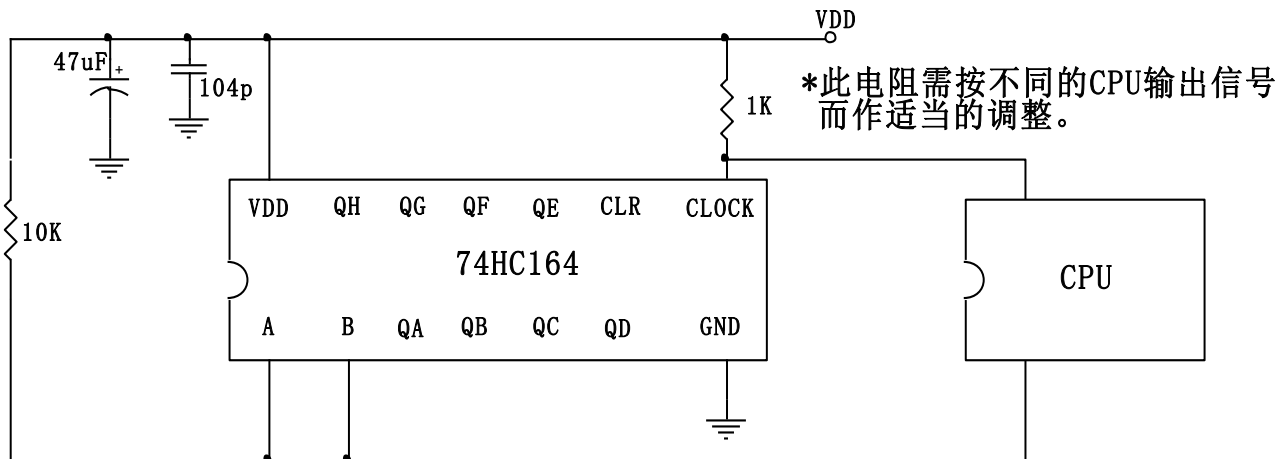 VDD
47uF
+
104p
1K
*此电阻需按不同的CPU输出信号
而作适当的调整。
10K
VDD QH QG QF QE CLR CLOCK
74HC164
CPU
A B QA QB QC QD GND